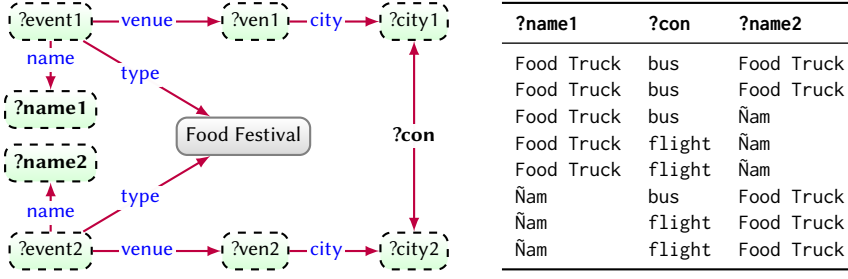 ?event1 venue ?ven1 city ?city1
name
type
?name1
Food Festival
?con
?name2
type
name
?event2 venue ?ven2 city ?city2
?name1 ?con ?name2
Food Truck bus Food Truck
Food Truck bus Food Truck
Food Truck bus Ñam
Food Truck flight Ñam
Food Truck flight Ñam
Ñam bus Food Truck
Ñam flight Food Truck
Ñam flight Food Truck